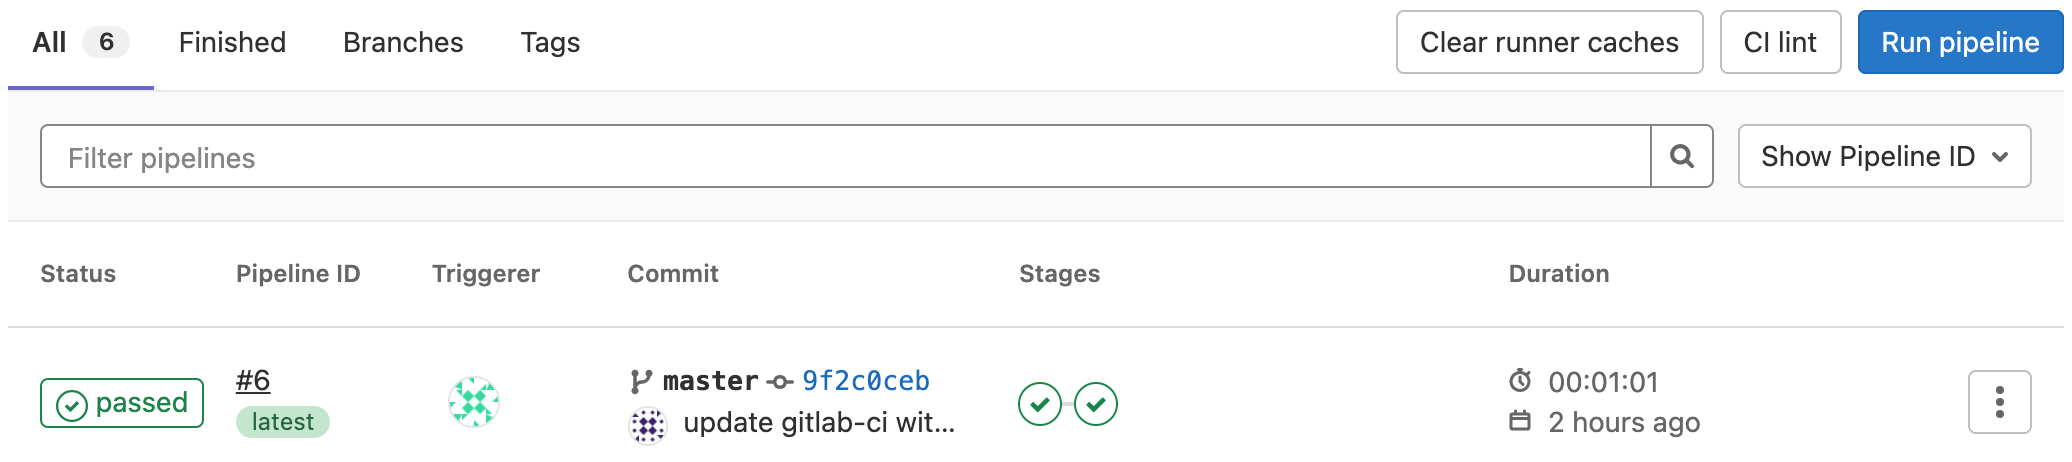 All 6 Finished Branches Tags Clear runner caches CI lint Run pipeline
Filter pipelines Show Pipeline ID
Status Pipeline ID Triggerer Commit Stages Duration
passed #6 master 9f2c0ceb 00:01:01
latest update gitlab-ci wit... 2 hours ago